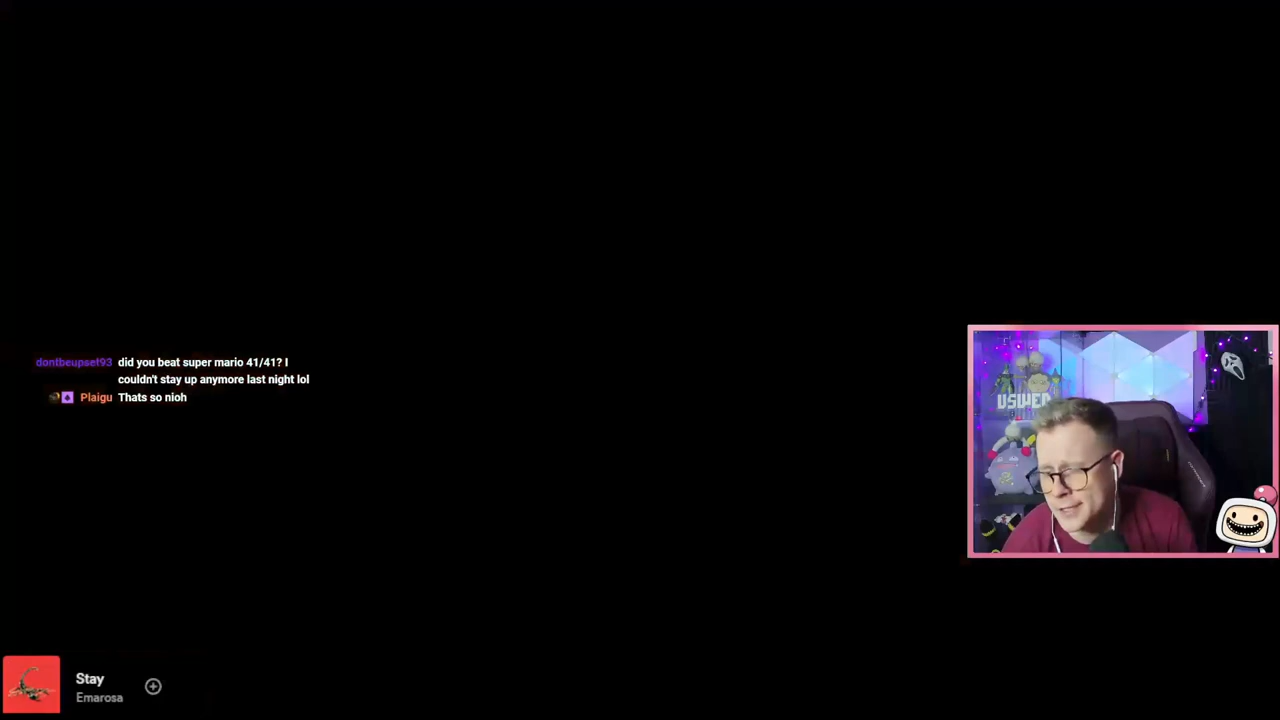 dontbeupset93 did you beat super mario 41/41? I
couldn't stay up anymore last night lol
Plaigu Thats so nioh
Stay
Emarosa